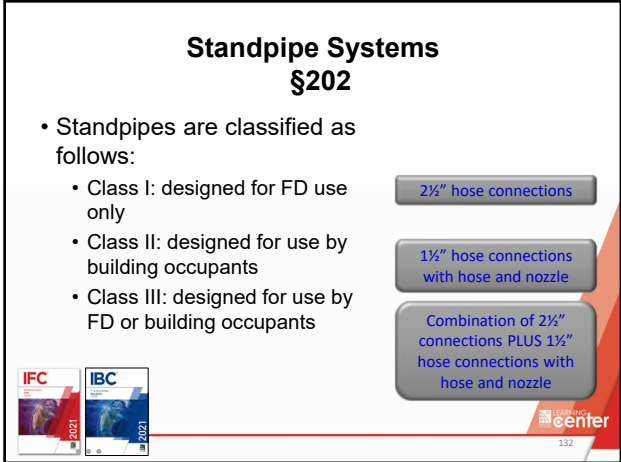 Standpipe Systems
§202
• Standpipes are classified as
follows:
• Class I: designed for FD use
only
• Class II: designed for use by
building occupants
• Class III: designed for use by
FD or building occupants
2½” hose connections
1½” hose connections
with hose and nozzle
Combination of 2½”
connections PLUS 1½”
hose connections with
hose and nozzle
IFC
2021
IBC
2021
LEARNING
center
132